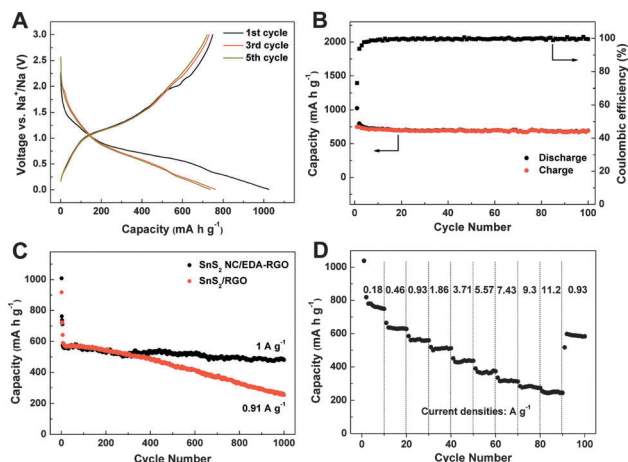 A
3.0
2.5
2.0
1.5
1.0
0.5
0.0
Voltage vs. Na⁺/Na (V)
1st cycle
3rd cycle
5th cycle
0 200 400 600 800 1000
Capacity (mA h g⁻¹)
B
2000
1750
1500
1250
1000
750
500
250
0
Capacity (mA h g⁻¹)
100
80
60
40
20
0
Coulombic efficiency (%)
Discharge
Charge
0 20 40 60 80 100
Cycle Number
C
1000
800
600
400
200
0
Capacity (mA h g⁻¹)
SnS₂ NC/EDA-RGO
SnS₂/RGO
1 A g⁻¹
0.91 A g⁻¹
0 200 400 600 800 1000
Cycle Number
D
1000
800
600
400
200
0
Capacity (mA h g⁻¹)
0.18 0.46 0.93 1.86 3.71 5.57 7.43 9.3 11.2 0.93
Current densities: A g⁻¹
0 20 40 60 80 100
Cycle Number